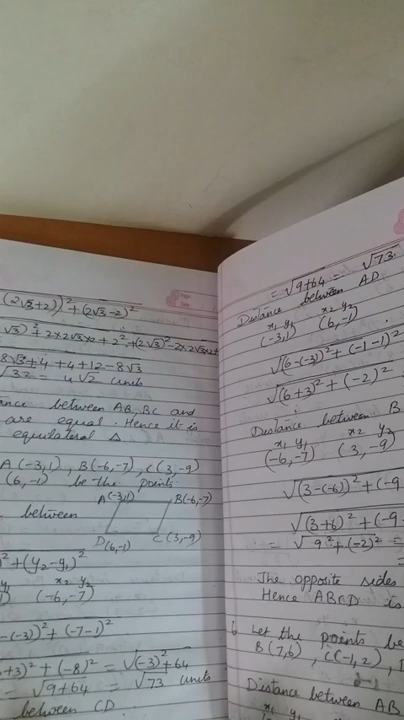 (2√3+2))² + (2√3-2)²
√3)² + 2×2√3×2 + 2² + (2√3)² - 2×2√3×2+
8√3 + 4 + 4 + 12 - 8√3
√32 = 4√2 units
between AB, BC and
are equal. Hence it is
equilateral Δ
A(-3,1), B(-6,-7), C(3,-9)
(6,-1) be the points
between
A(-3,1) B(-6,-7)
D(6,-1) C(3,-9)
)² + (y₂-y₁)²
x₂ y₂
(-6,-7)
-(-3))² + (-7-1)²
+3)² + (-8)² = √(-3)² + 64
= √9+64 = √73 units
between CD
= √9+64 = √73
Distance between AD
x₁ y₁ x₂ y₂
(-3,1) (6,-1)
√(6-(-3))² + (-1-1)²
√(6+3)² + (-2)²
Distance between B
x₁ y₁ x₂ y₂
(-6,-7) (3,-9)
√(3-(-6))² + (-9
√(3+6)² + (-9
= √9² + (-2)² =
The opposite sides
Hence ABCD is
Let the points be
B(7,6), C(-1,2),
Distance between AB